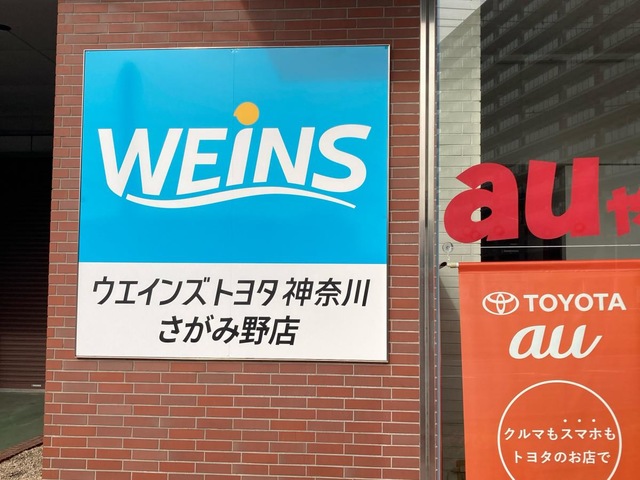 WEiNS
ウエインズトヨタ神奈川
さがみ野店
au
TOYOTA
au
クルマもスマホも
トヨタのお店で